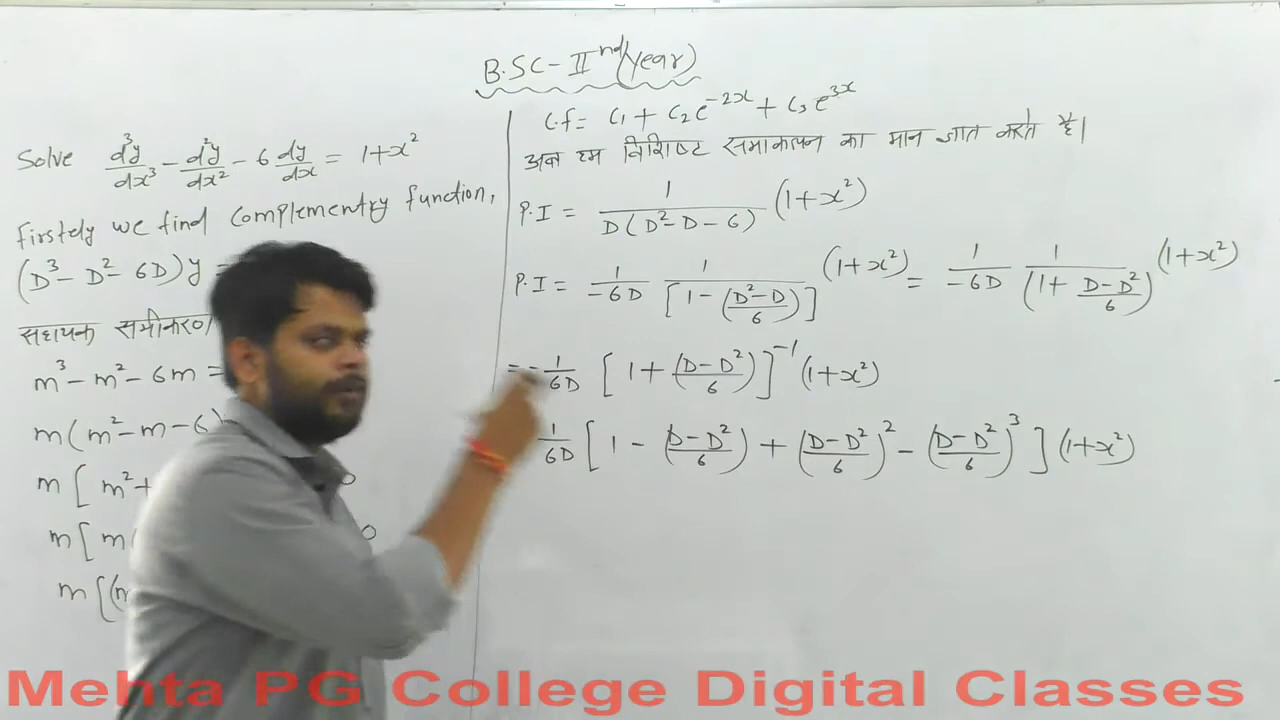 B.SC-IInd(Year)
Solve d³y/dx³ - d²y/dx² - 6 dy/dx = 1+x²
firstely we find complementry function,
(D³-D²-6D)y =
सहायक समीकरण
m³-m²-6m =
m(m²-m-6)
m[m²+ 0
m[m( 0
m{(m
C.f = C₁ + C₂e^-2x + C₃e^3x
अब हम विशिष्ट समाकलन का मान ज्ञात करते है।
P.I = 1/D(D²-D-6) (1+x²)
P.I = 1/-6D 1/[1-(D²-D/6)] (1+x²) = 1/-6D 1/(1+ D-D²/6) (1+x²)
= -1/6D [1+(D-D²/6)]^-1 (1+x²)
1/6D [1-(D-D²/6)+(D-D²/6)²-(D-D²/6)³] (1+x²)
Mehta PG College Digital Classes